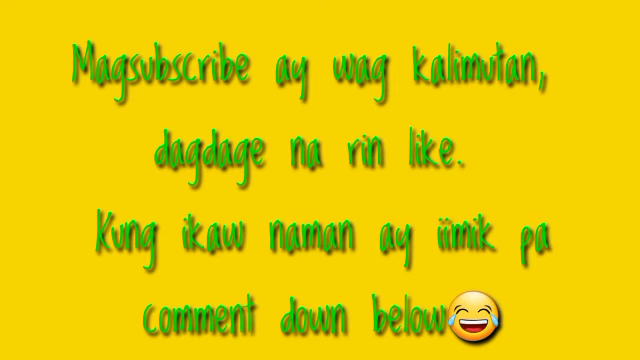 Magsubscribe ay wag kalimutan,
dagdage na rin like.
Kung ikaw naman ay iimik pa
comment down below😂